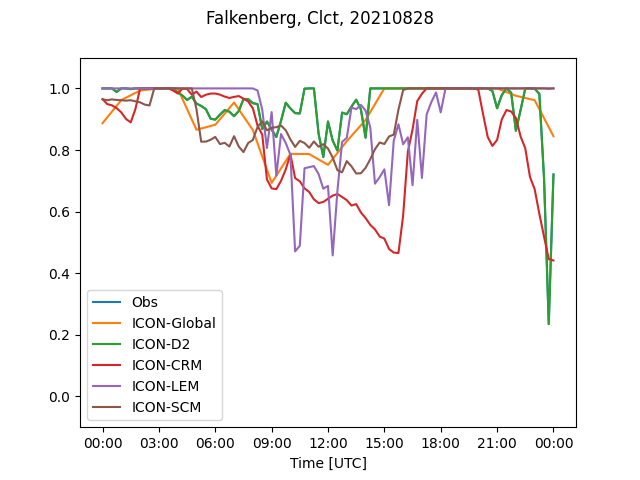 Falkenberg, Clct, 20210828
1.0
0.8
0.6
0.4
0.2
0.0
Obs
ICON-Global
ICON-D2
ICON-CRM
ICON-LEM
ICON-SCM
00:00 03:00 06:00 09:00 12:00 15:00 18:00 21:00 00:00
Time [UTC]